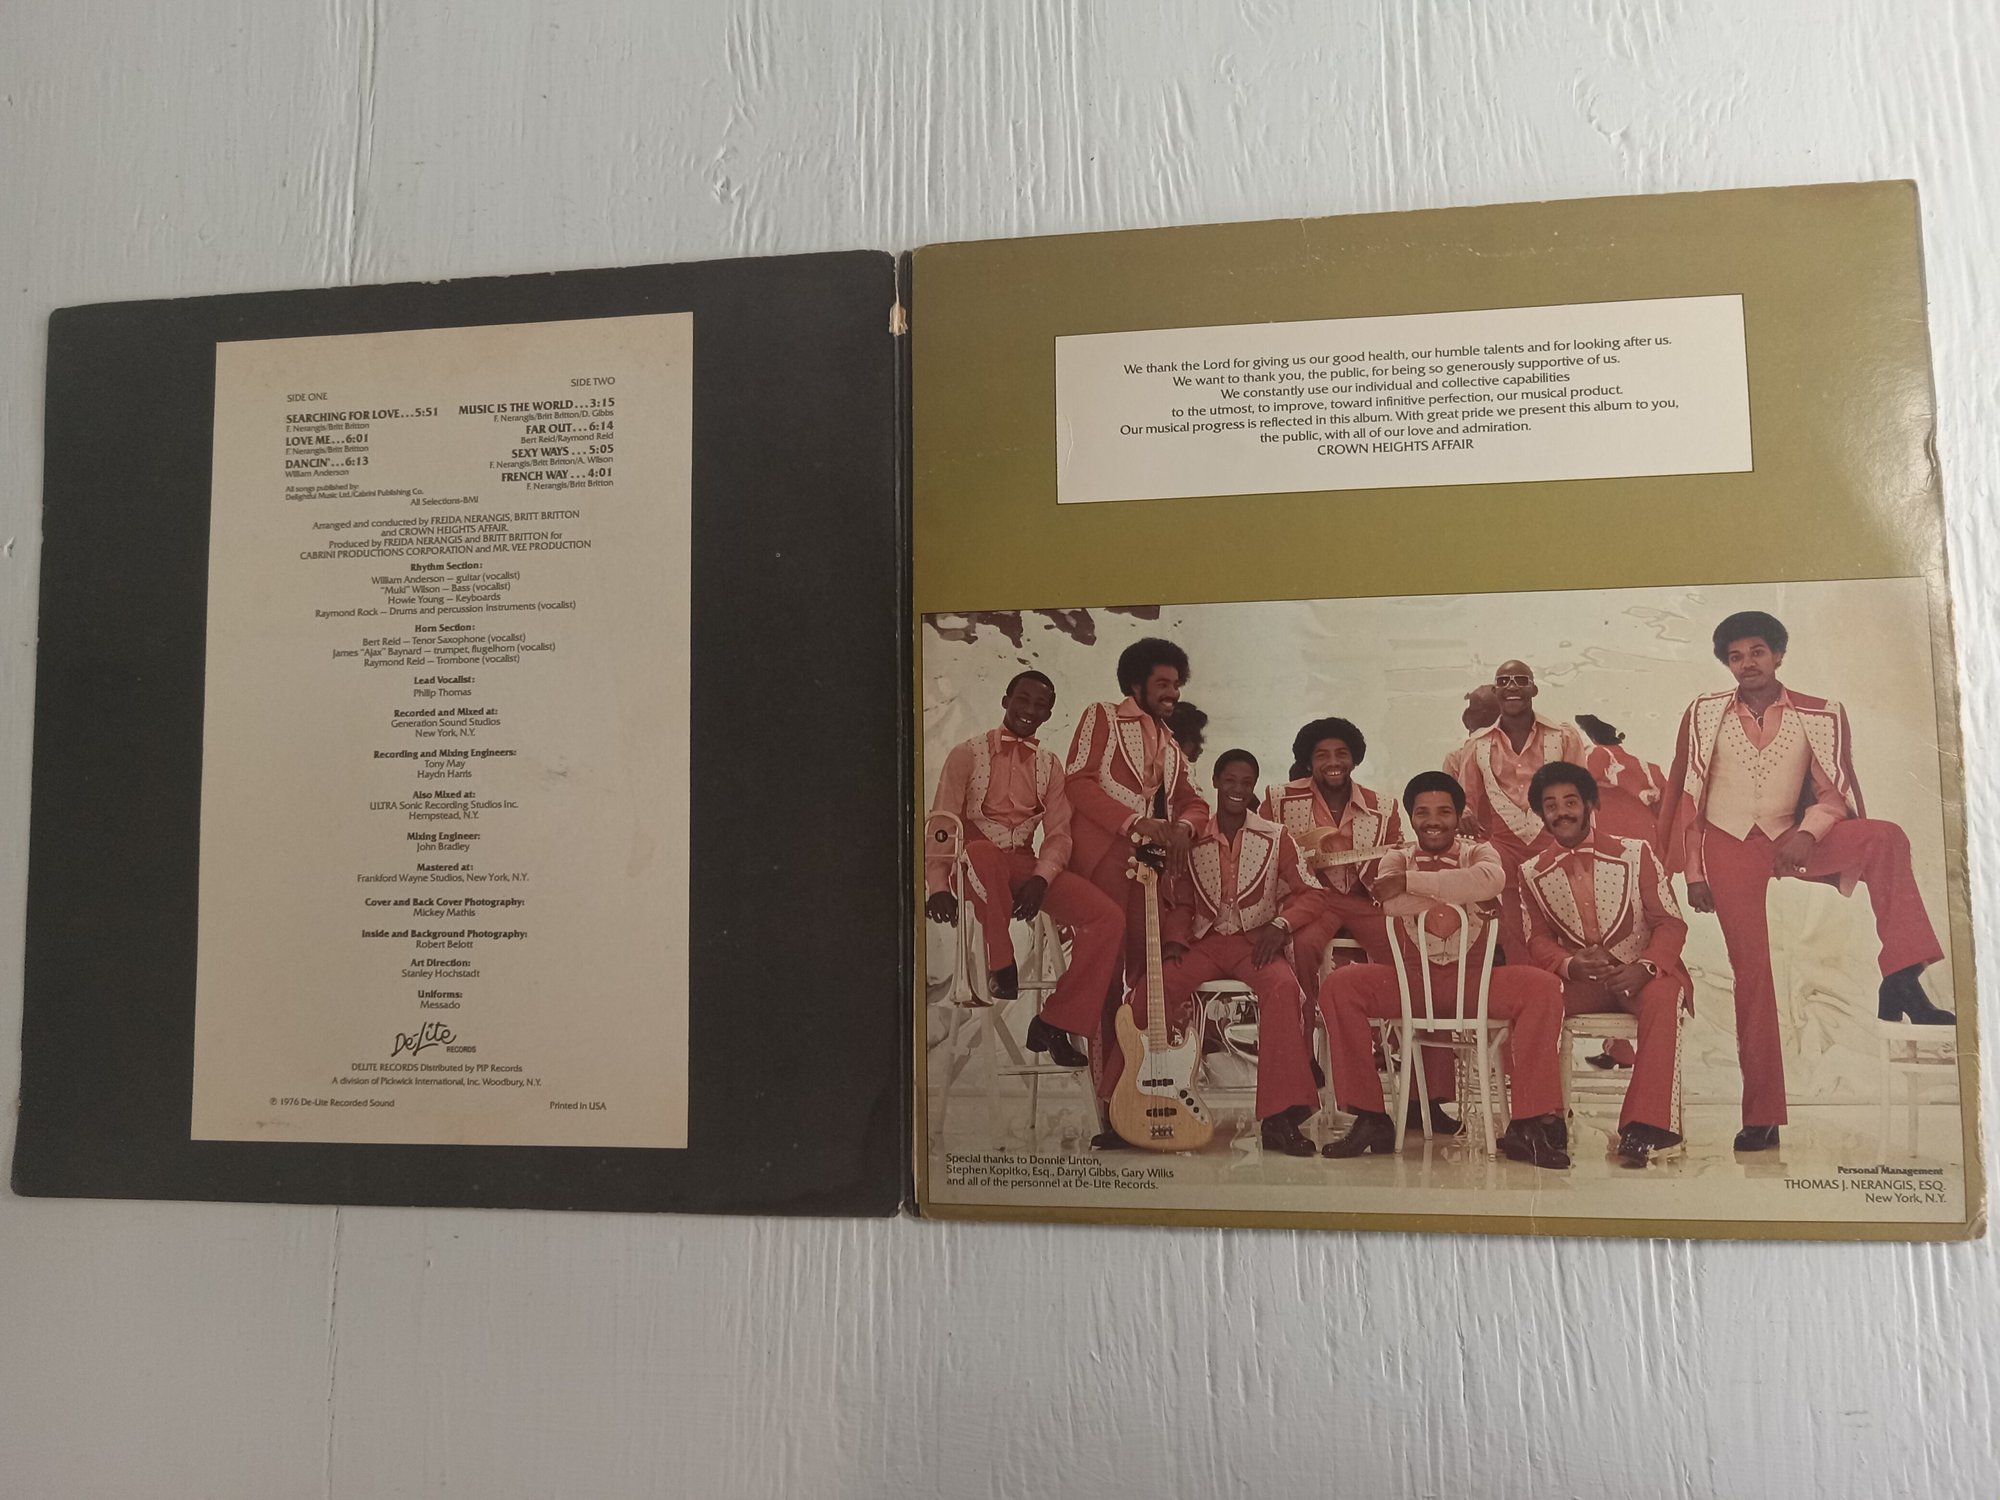 SIDE ONE
SEARCHING FOR LOVE...5:51
F. Nerangis/Britt Britton
LOVE ME...6:01
F. Nerangis/Britt Britton
DANCIN'...6:13
William Anderson
All songs published by:
Delightful Music Ltd./Cabrini Publishing Co.
SIDE TWO
MUSIC IS THE WORLD...3:15
F. Nerangis/Britt Britton/D. Gibbs
FAR OUT...6:14
Bert Reid/Raymond Reid
SEXY WAYS...5:05
F. Nerangis/Britt Britton/A. Wilson
FRENCH WAY...4:01
F. Nerangis/Britt Britton
All Selections-BMI
Arranged and conducted by FREIDA NERANGIS, BRITT BRITTON
and CROWN HEIGHTS AFFAIR.
Produced by FREIDA NERANGIS and BRITT BRITTON for
CABRINI PRODUCTIONS CORPORATION and MR. VEE PRODUCTION
Rhythm Section:
William Anderson — guitar (vocalist)
"Muki" Wilson — Bass (vocalist)
Howie Young — Keyboards
Raymond Rock — Drums and percussion instruments (vocalist)
Horn Section:
Bert Reid — Tenor Saxophone (vocalist)
James "Ajax" Baynard — trumpet, flugelhorn (vocalist)
Raymond Reid — Trombone (vocalist)
Lead Vocalist:
Philip Thomas
Recorded and Mixed at:
Generation Sound Studios
New York, N.Y.
Recording and Mixing Engineers:
Tony May
Haydn Harris
Also Mixed at:
ULTRA Sonic Recording Studios Inc.
Hempstead, N.Y.
Mixing Engineer:
John Bradley
Mastered at:
Frankford Wayne Studios, New York, N.Y.
Cover and Back Cover Photography:
Mickey Mathis
Inside and Background Photography:
Robert Belott
Art Direction:
Stanley Hochstadt
Uniforms:
Messado
De-Lite
RECORDS
DELITE RECORDS Distributed by PIP Records
A division of Pickwick International, Inc. Woodbury, N.Y.
℗ 1976 De-Lite Recorded Sound
Printed in USA
We thank the Lord for giving us our good health, our humble talents and for looking after us.
We want to thank you, the public, for being so generously supportive of us.
We constantly use our individual and collective capabilities
to the utmost, to improve, toward infinitive perfection, our musical product.
Our musical progress is reflected in this album. With great pride we present this album to you,
the public, with all of our love and admiration.
CROWN HEIGHTS AFFAIR
Special thanks to Donnie Linton,
Stephen Kopitko, Esq., Darryl Gibbs, Gary Wilks
and all of the personnel at De-Lite Records.
Personal Management
THOMAS J. NERANGIS, ESQ.
New York, N.Y.